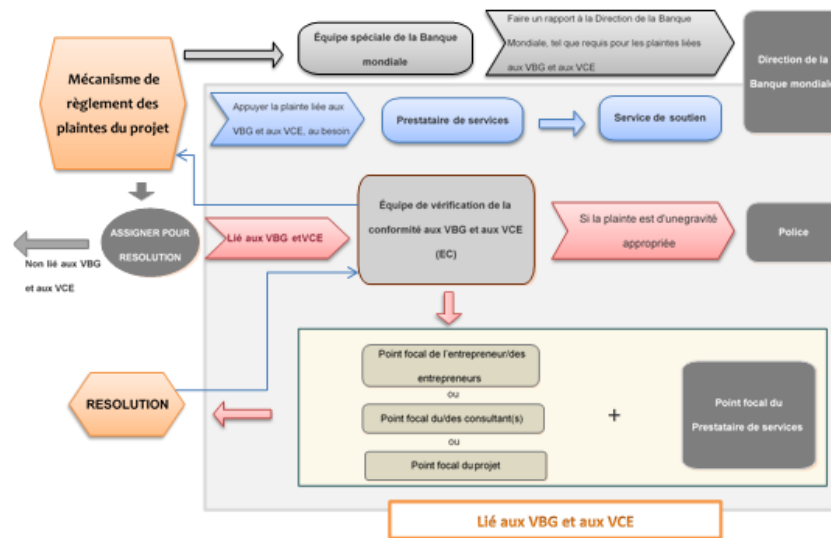 Mécanisme de
règlement des
plaintes du projet
Équipe spéciale de la Banque
mondiale
Faire un rapport à la Direction de la Banque
Mondiale, tel que requis pour les plaintes liées
aux VBG et aux VCE
Direction de la
Banque mondiale
Appuyer la plainte liée aux
VBG et aux VCE, au besoin
Prestataire de services
Service de soutien
ASSIGNER POUR
RESOLUTION
Non lié aux VBG
et aux VCE
Lié aux VBG etVCE
Équipe de vérification de la
conformité aux VBG et aux VCE
(EC)
Si la plainte est d'unegravité
appropriée
Police
RESOLUTION
Point focal de l'entrepreneur/des
entrepreneurs
ou
Point focal du/des consultant(s)
ou
Point focal du projet
+
Point focal du
Prestataire de services
Lié aux VBG et aux VCE